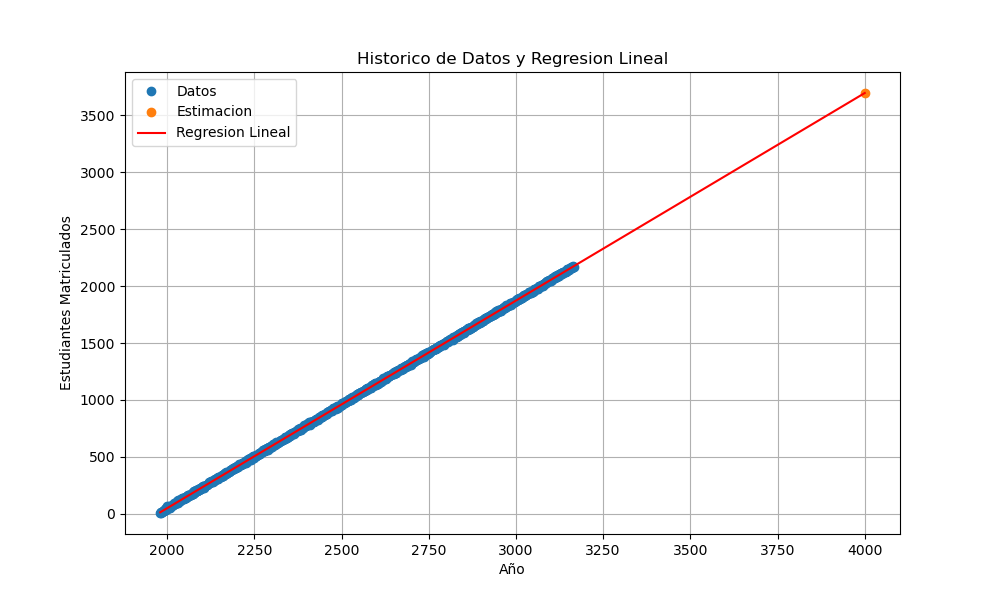 Historico de Datos y Regresion Lineal
Datos
Estimacion
Regresion Lineal
3500
3000
2500
2000
1500
1000
500
0
Estudiantes Matriculados
2000 2250 2500 2750 3000 3250 3500 3750 4000
Año